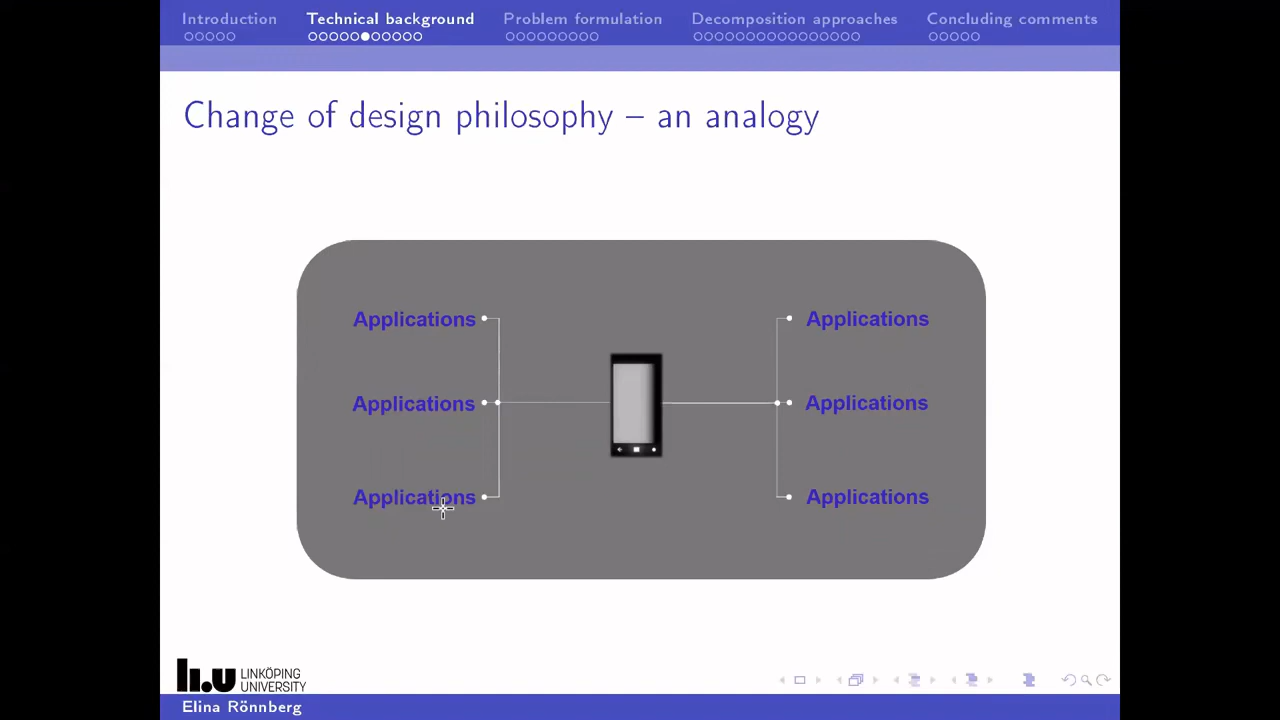 Introduction Technical background Problem formulation Decomposition approaches Concluding comments
Change of design philosophy – an analogy
Applications Applications
Applications Applications
Applications Applications
LI.U LINKÖPING
UNIVERSITY
Elina Rönnberg